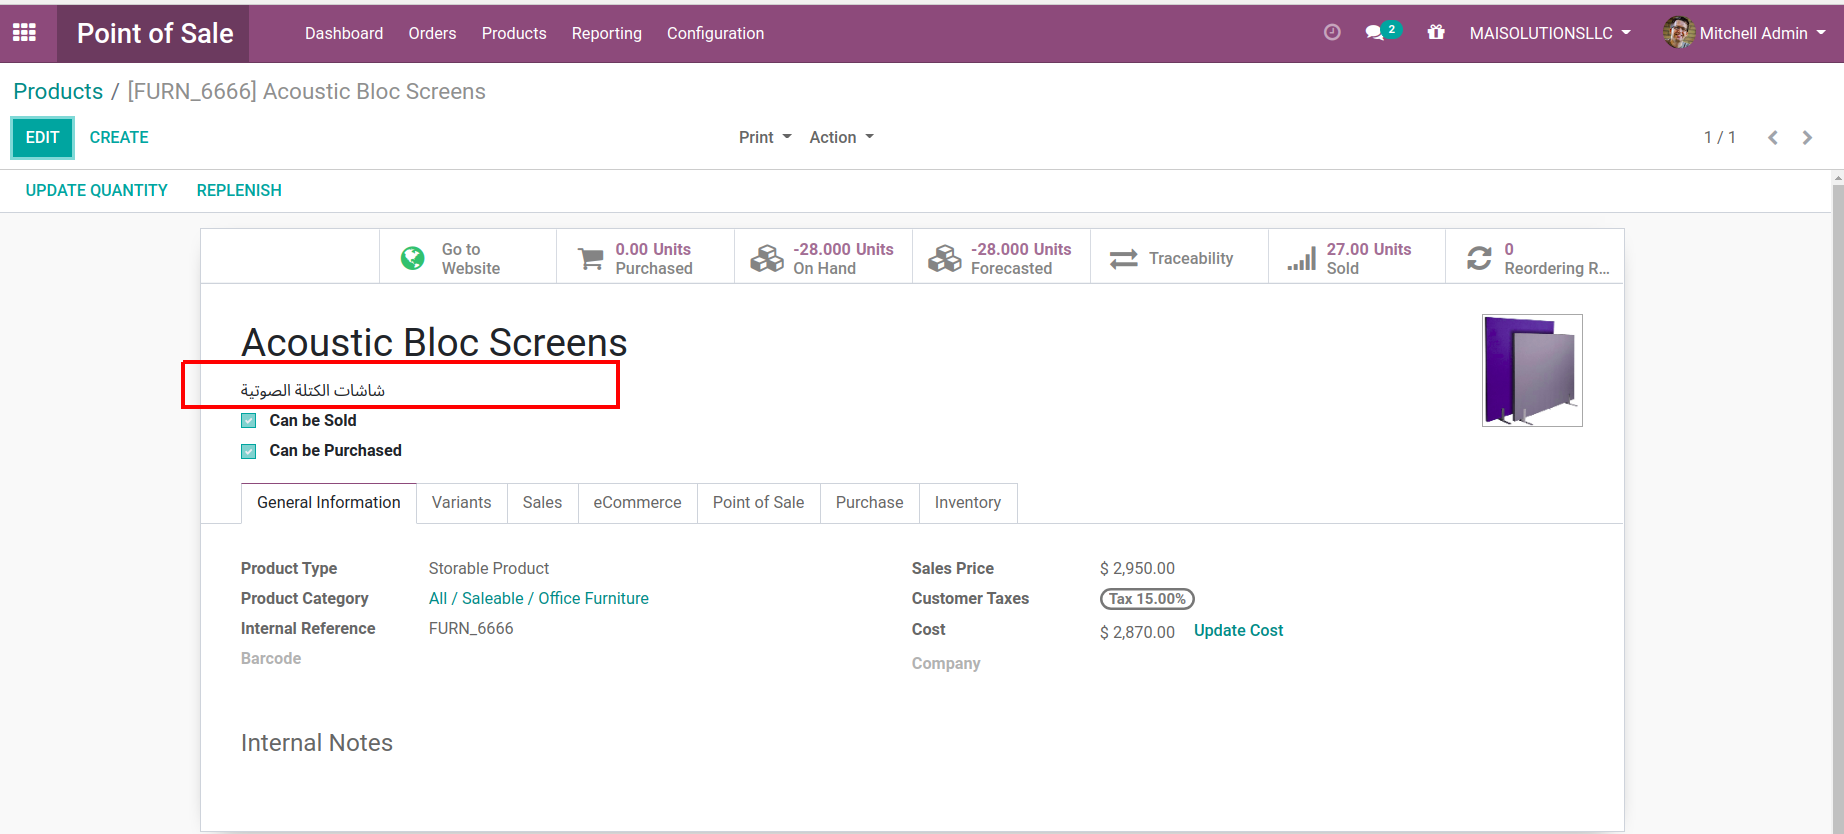 Point of Sale Dashboard Orders Products Reporting Configuration 2 MAISOLUTIONSLLC Mitchell Admin
Products / [FURN_6666] Acoustic Bloc Screens
EDIT CREATE Print Action 1 / 1
UPDATE QUANTITY REPLENISH
Go to Website
0.00 Units Purchased
-28.000 Units On Hand
-28.000 Units Forecasted
Traceability
27.00 Units Sold
0 Reordering R...
Acoustic Bloc Screens
شاشات الكتلة الصوتية
Can be Sold
Can be Purchased
General Information Variants Sales eCommerce Point of Sale Purchase Inventory
Product Type Storable Product
Product Category All / Saleable / Office Furniture
Internal Reference FURN_6666
Barcode
Sales Price $ 2,950.00
Customer Taxes Tax 15.00%
Cost $ 2,870.00 Update Cost
Company
Internal Notes